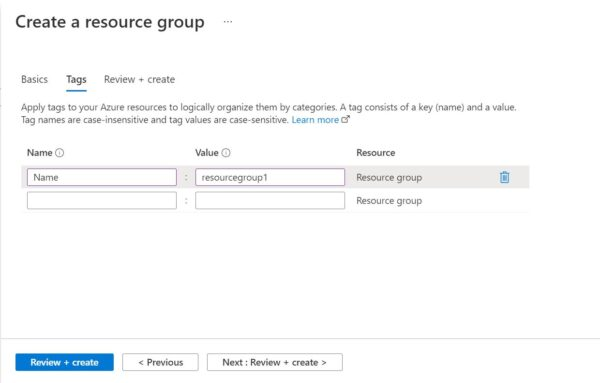 Create a resource group ...
Basics Tags Review + create
Apply tags to your Azure resources to logically organize them by categories. A tag consists of a key (name) and a value.
Tag names are case-insensitive and tag values are case-sensitive. Learn more
Name Value Resource
Name : resourcegroup1 Resource group
: Resource group
Review + create < Previous Next : Review + create >